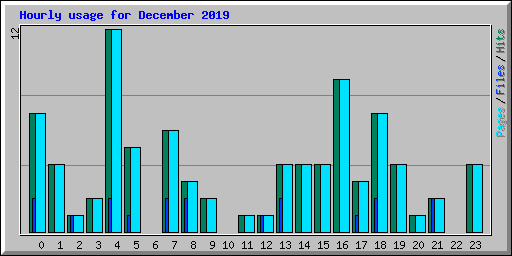 Hourly usage for December 2019
12
Pages / Files / Hits
0 1 2 3 4 5 6 7 8 9 10 11 12 13 14 15 16 17 18 19 20 21 22 23